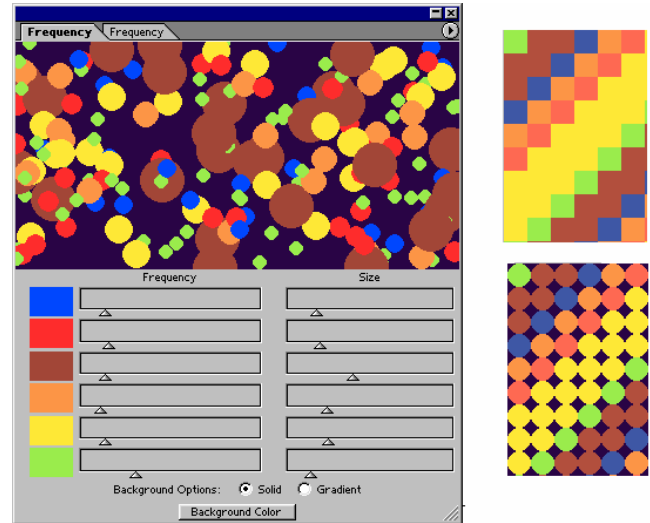 Frequency Frequency
Frequency Size
Background Options: Solid Gradient
Background Color